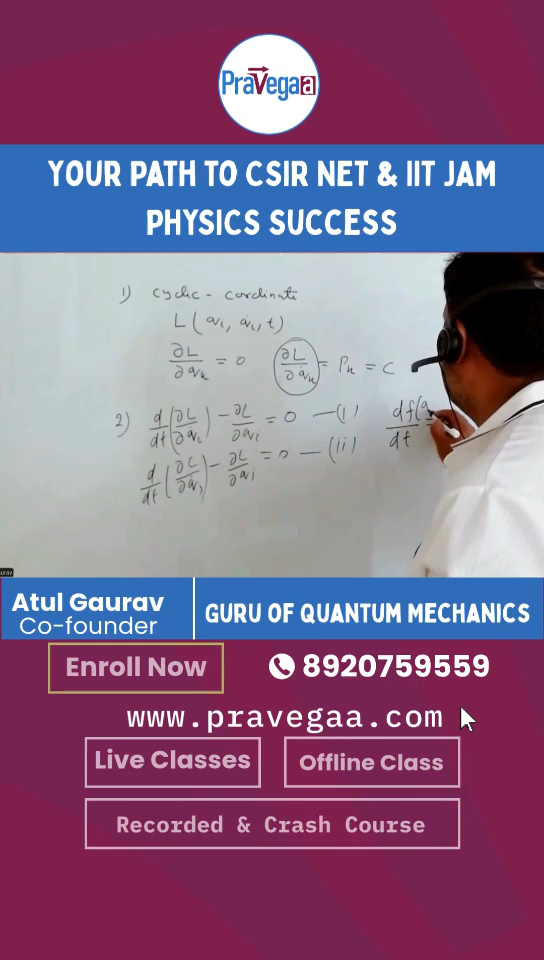 PraVegaa
YOUR PATH TO CSIR NET & IIT JAM
PHYSICS SUCCESS
1) cyclic - cordinate
L(qi, q̇i, t)
∂L/∂qk = 0 ∂L/∂q̇k = Pk = C
2) d/dt(∂L/∂q̇i) - ∂L/∂qi = 0 —(i) df(q
dt
d/dt(∂L/∂q̇j) - ∂L/∂qj = 0 —(ii)
Atul Gaurav
Co-founder
GURU OF QUANTUM MECHANICS
Enroll Now
8920759559
www.pravegaa.com
Live Classes
Offline Class
Recorded & Crash Course